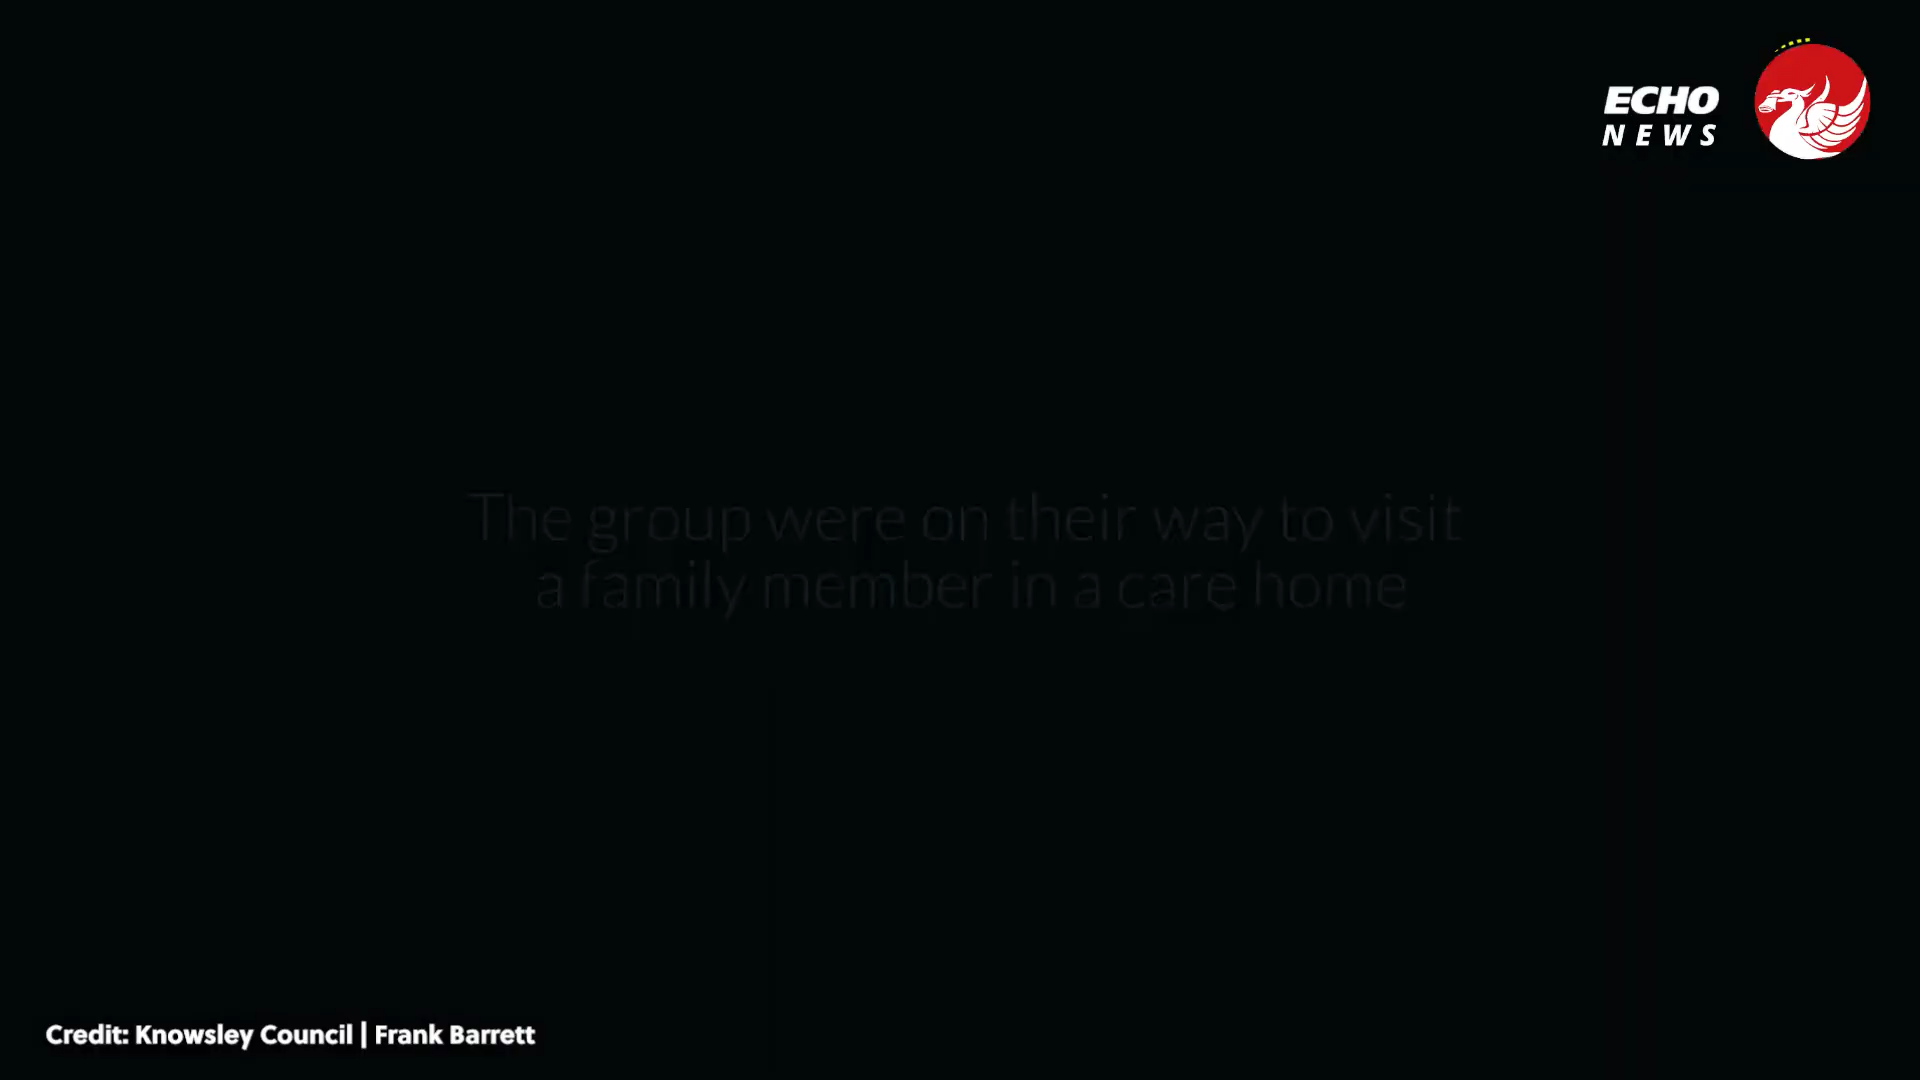 ECHO
NEWS
The group were on their way to visit
a family member in a care home
Credit: Knowsley Council | Frank Barrett